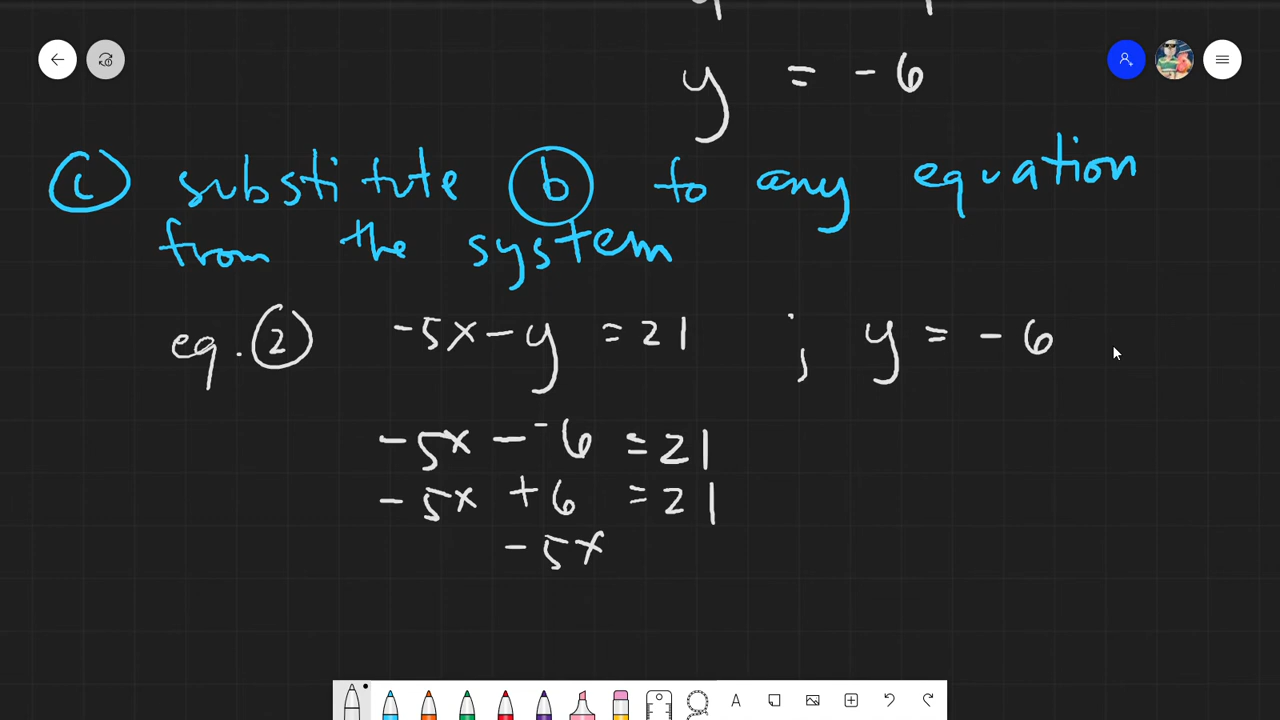 y = -6
c substitute b to any equation
from the system
eq. 2 -5x - y = 21 ; y = -6
-5x - -6 = 21
-5x + 6 = 21
-5x
A